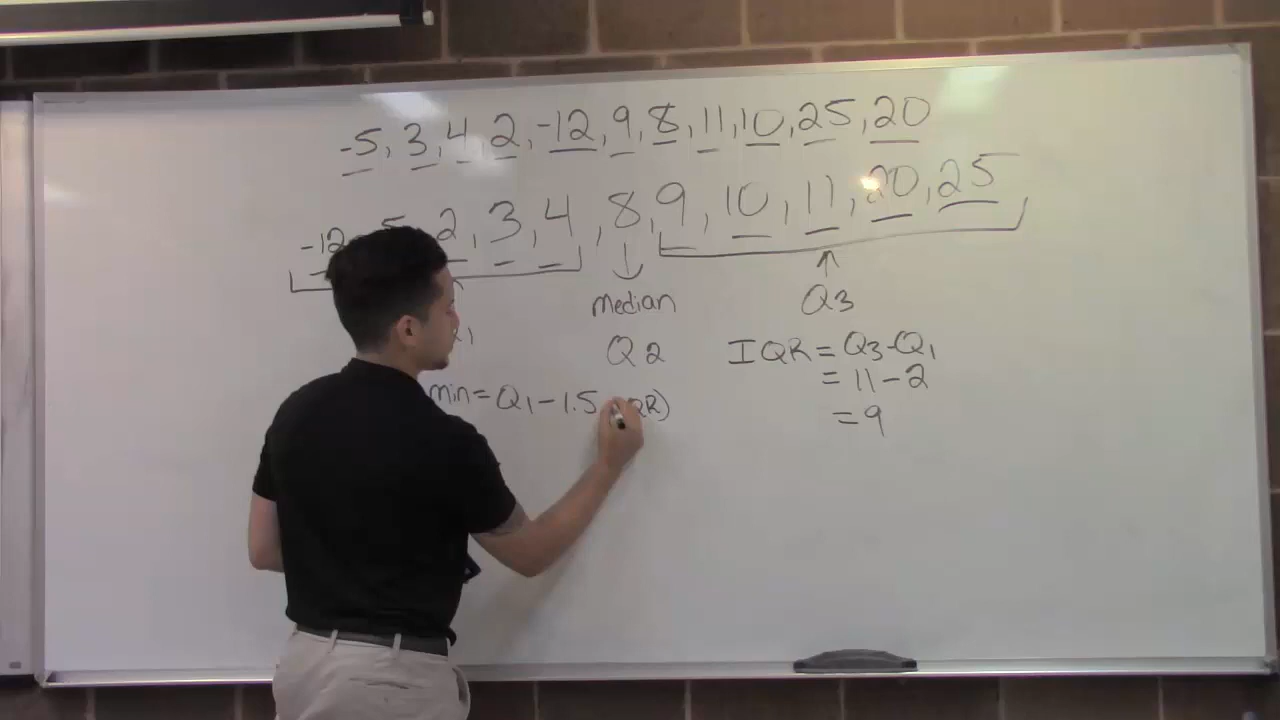 -5, 3, 4, 2, -12, 9, 8, 11, 10, 25, 20
-12 5 2, 3, 4, 8, 9, 10, 11, 20, 25
Median
Q3
Q2
IQR = Q3-Q1
= 11-2
= 9
min = Q1-1.5 QR)